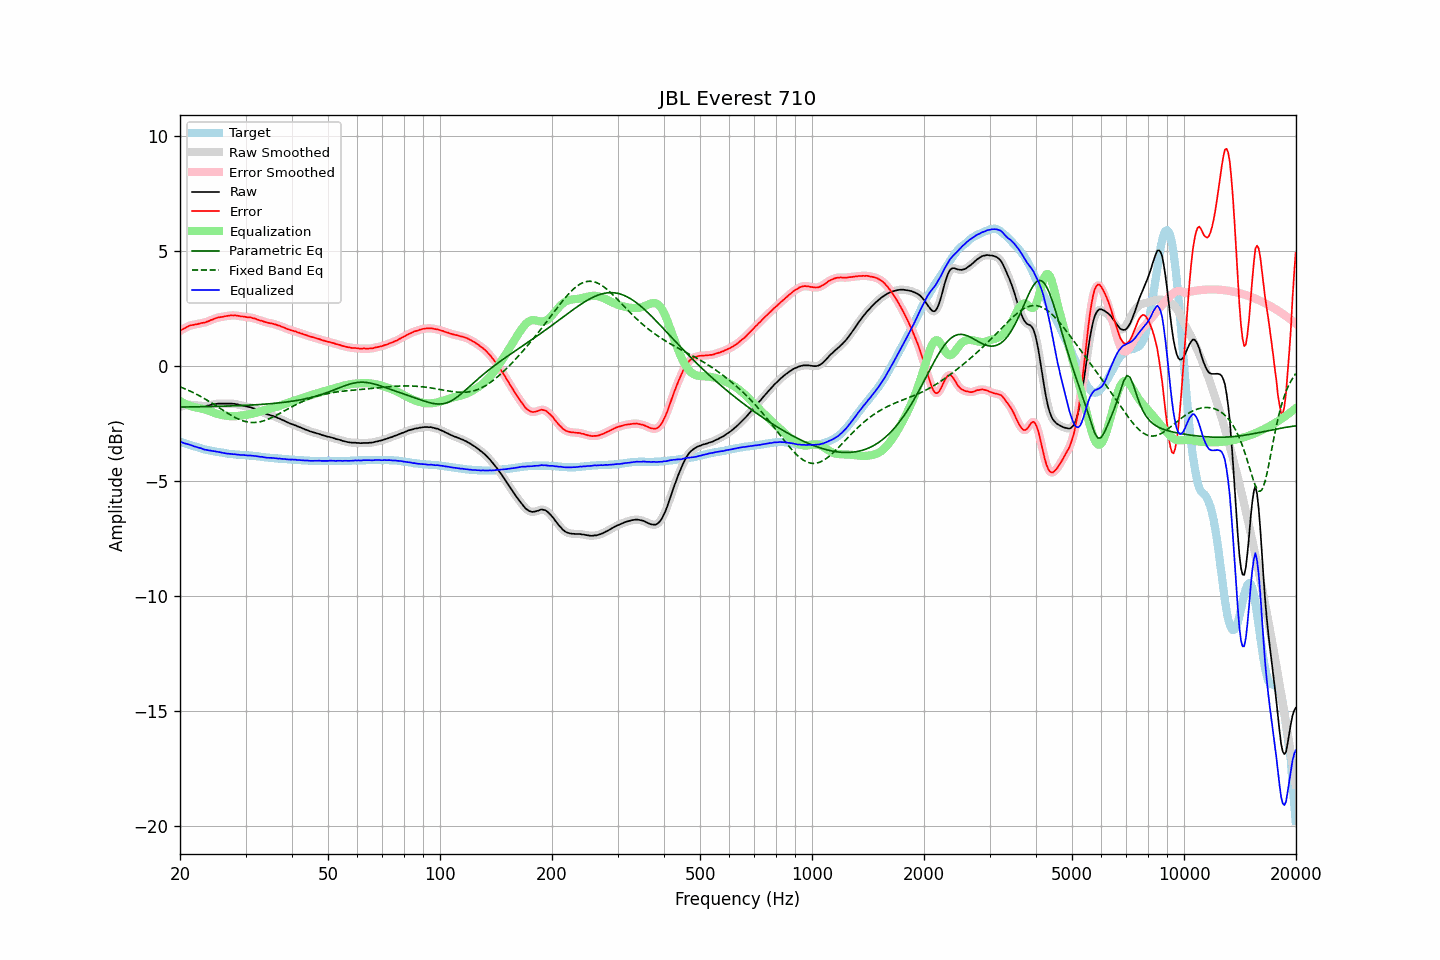 JBL Everest 710
Target
Raw Smoothed
Error Smoothed
Raw
Error
Equalization
Parametric Eq
Fixed Band Eq
Equalized
10
5
0
−5
−10
−15
−20
Amplitude (dBr)
20 50 100 200 500 1000 2000 5000 10000 20000
Frequency (Hz)